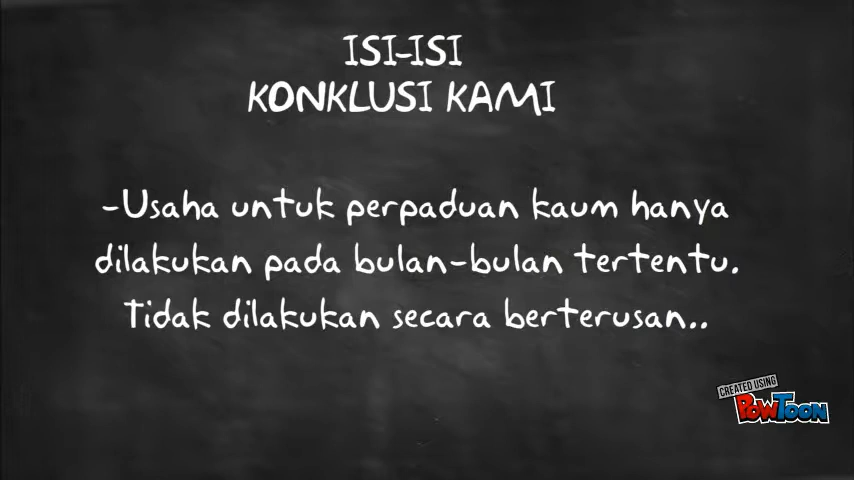 ISI-ISI
KONKLUSI KAMI
-Usaha untuk perpaduan kaum hanya
dilakukan pada bulan-bulan tertentu.
Tidak dilakukan secara berterusan..
CREATED USING
POWTOON